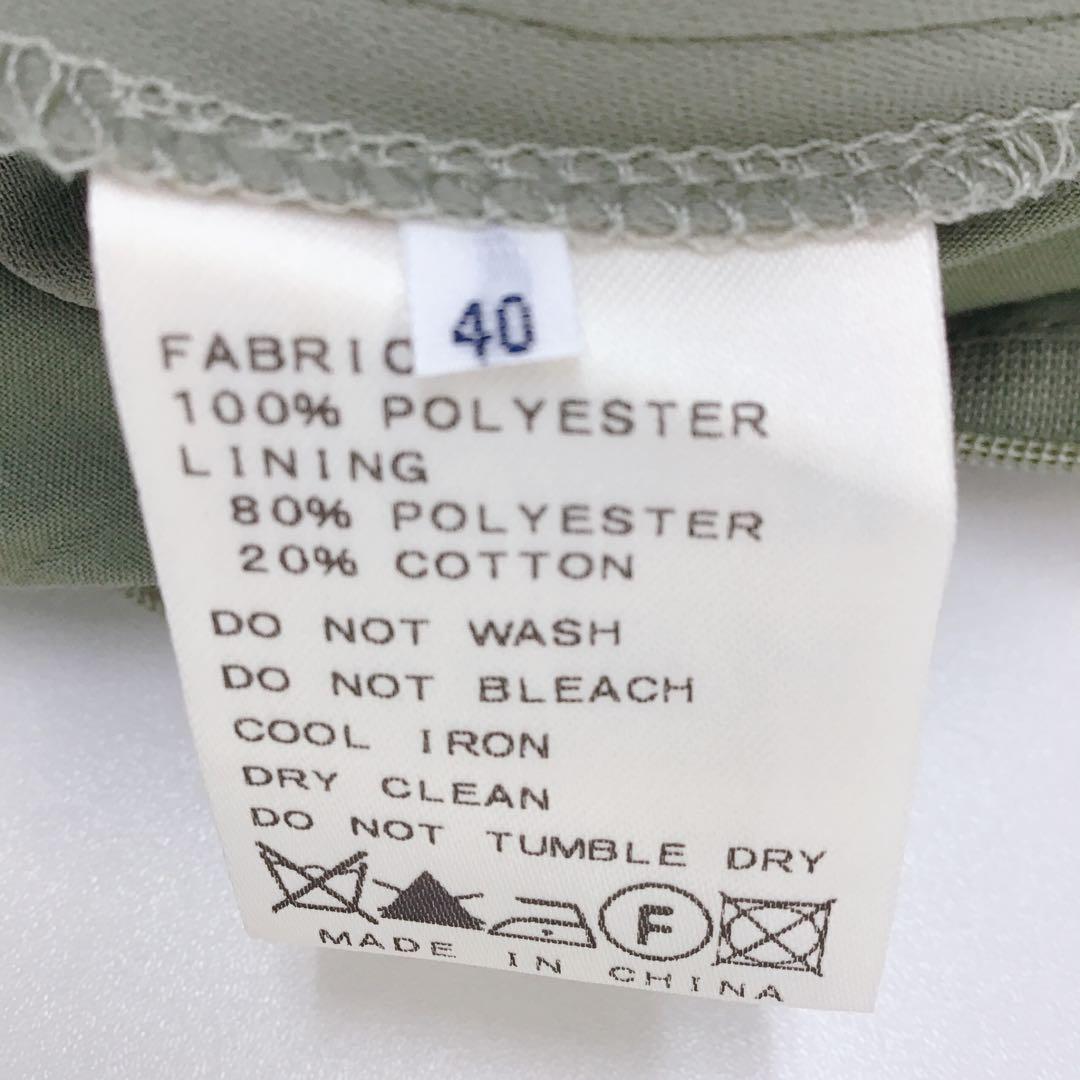 40
FABRIC
100% POLYESTER
LINING
80% POLYESTER
20% COTTON
DO NOT WASH
DO NOT BLEACH
COOL IRON
DRY CLEAN
DO NOT TUMBLE DRY
F
MADE IN CHINA